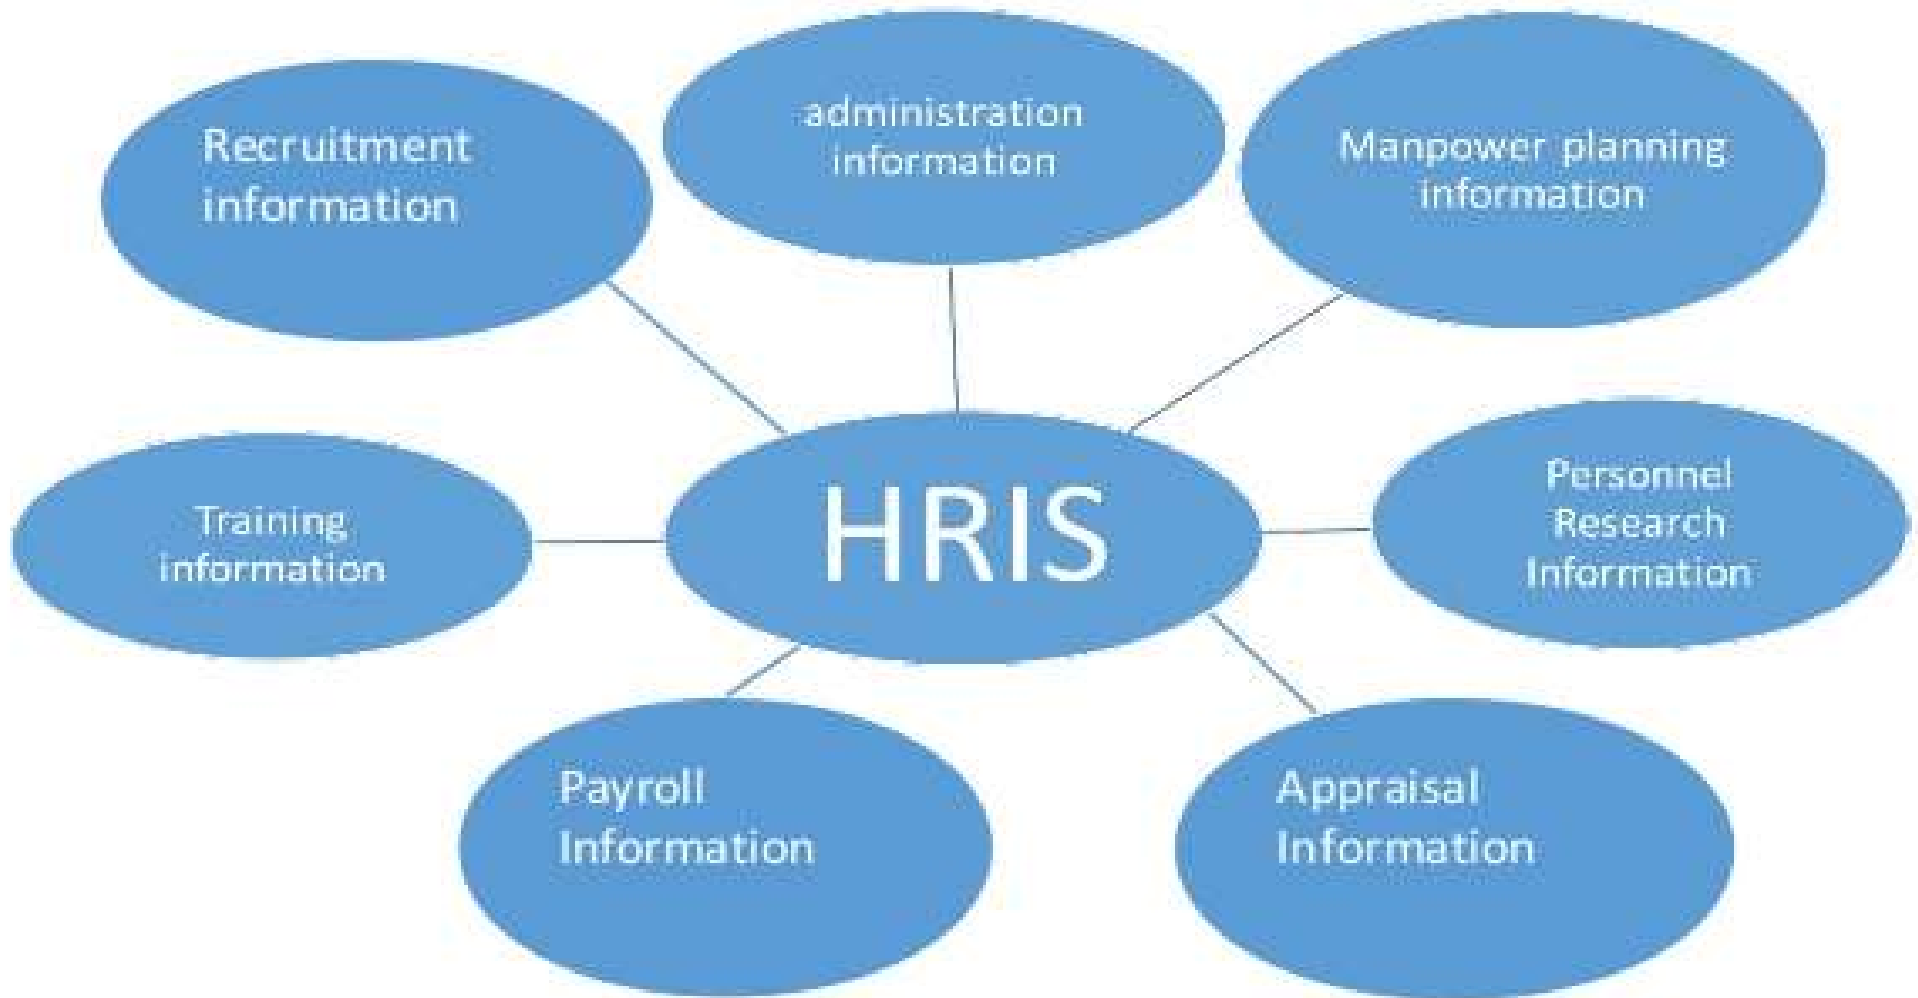 Recruitment
information
administration
information
Manpower planning
information
Training
information
HRIS
Personnel
Research
Information
Payroll
Information
Appraisal
Information